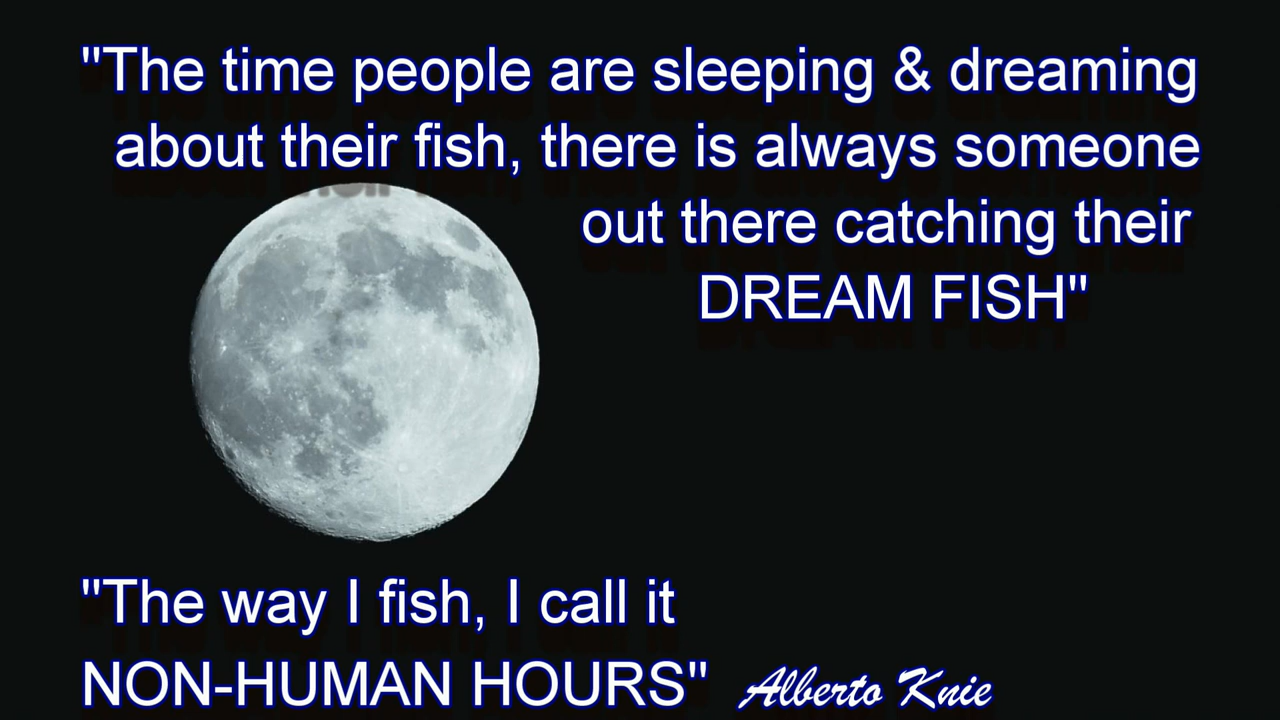 "The time people are sleeping & dreaming
about their fish, there is always someone
out there catching their
DREAM FISH"
"The way I fish, I call it
NON-HUMAN HOURS" Alberto Knie